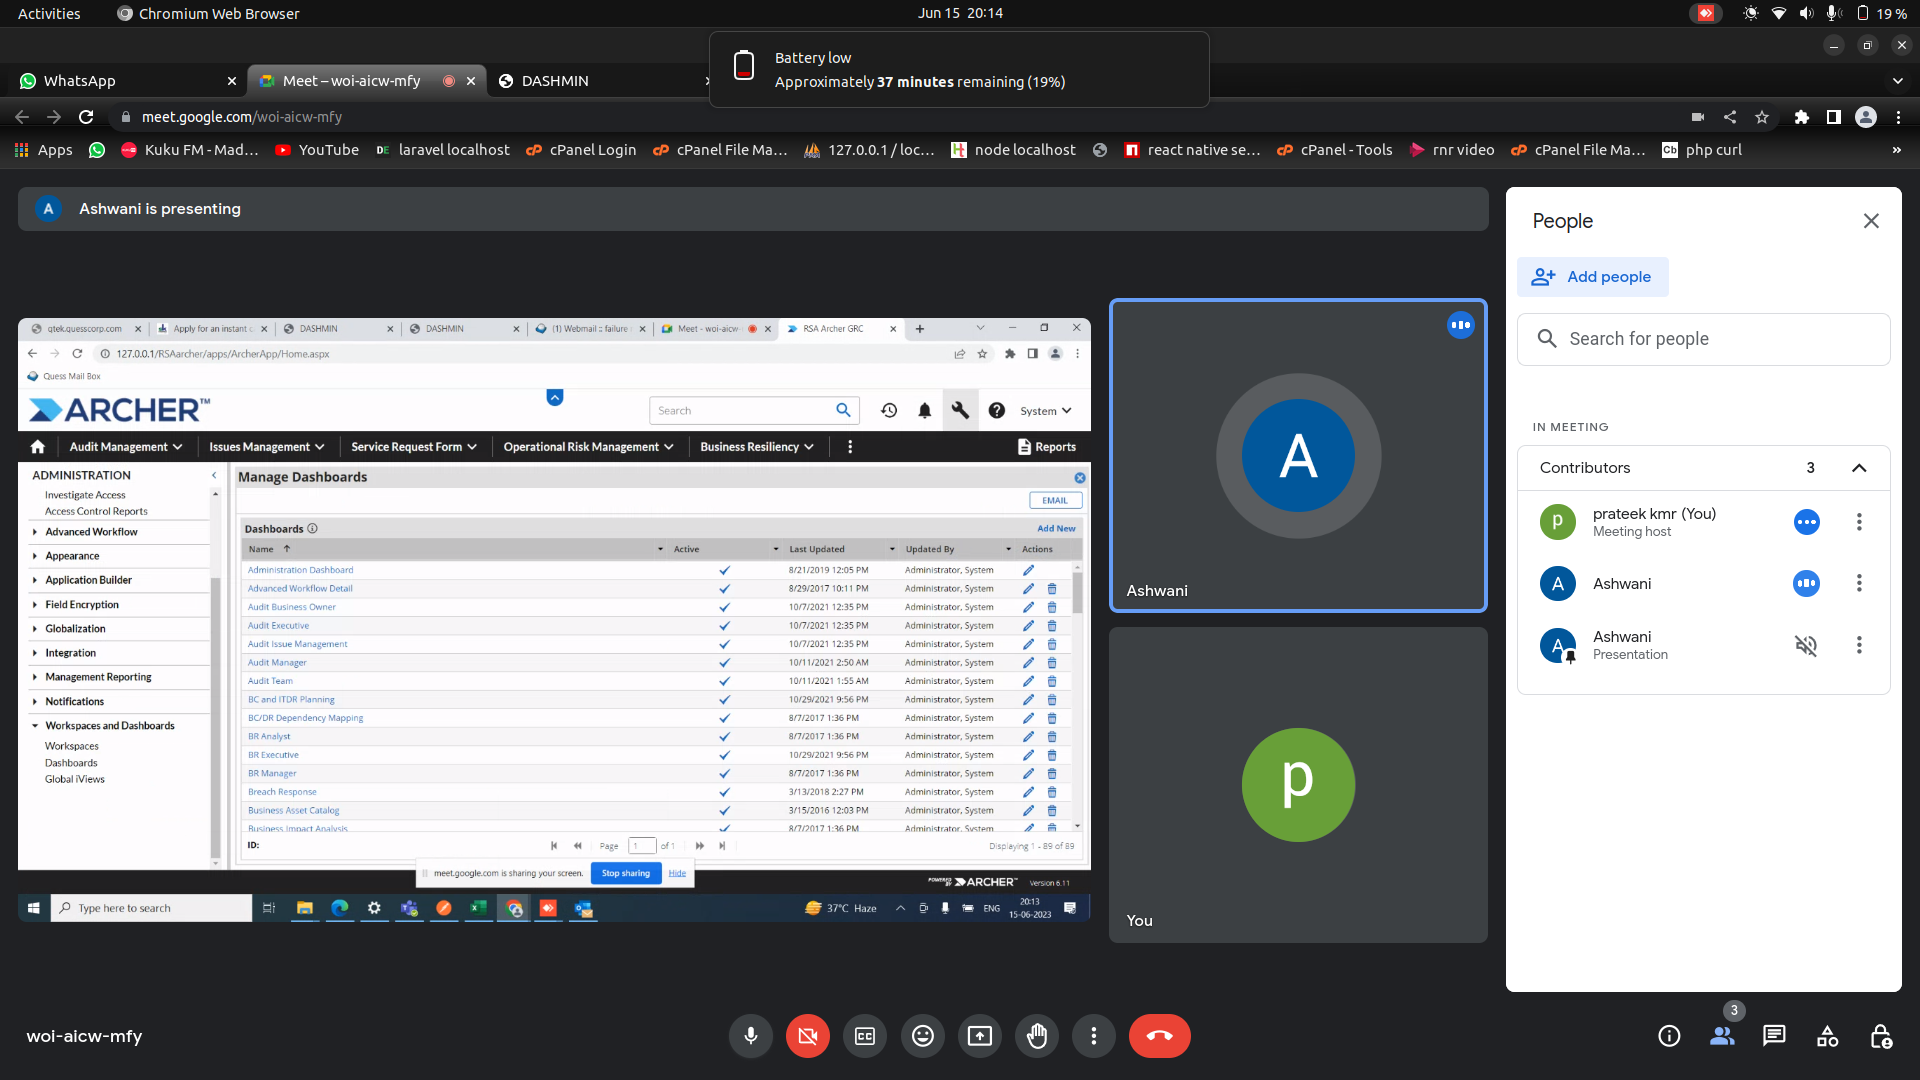 Activities
Chromium Web Browser
Jun 15 20:14
19 %
Battery low
Approximately 37 minutes remaining (19%)
WhatsApp
Meet – woi-aicw-mfy
DASHMIN
meet.google.com/woi-aicw-mfy
Apps
Kuku FM - Mad...
YouTube
DE laravel localhost
cPanel Login
cPanel File Ma...
127.0.0.1 / loc...
node localhost
react native se...
cPanel - Tools
rnr video
cPanel File Ma...
Cb php curl
»
A Ashwani is presenting
qtek.quesscorp.com
Apply for an instant c
DASHMIN
DASHMIN
(1) Webmail :: failure n
Meet - woi-aicw-
RSA Archer GRC
127.0.0.1/RSAarcher/apps/ArcherApp/Home.aspx
Quess Mail Box
ARCHER™
Search
System
Audit Management
Issues Management
Service Request Form
Operational Risk Management
Business Resiliency
Reports
ADMINISTRATION
Investigate Access
Access Control Reports
Advanced Workflow
Appearance
Application Builder
Field Encryption
Globalization
Integration
Management Reporting
Notifications
Workspaces and Dashboards
Workspaces
Dashboards
Global iViews
Manage Dashboards
EMAIL
Dashboards
Add New
Name Active Last Updated Updated By Actions
Administration Dashboard 8/21/2019 12:05 PM Administrator, System
Advanced Workflow Detail 8/29/2017 10:11 PM Administrator, System
Audit Business Owner 10/7/2021 12:35 PM Administrator, System
Audit Executive 10/7/2021 12:35 PM Administrator, System
Audit Issue Management 10/7/2021 12:35 PM Administrator, System
Audit Manager 10/11/2021 2:50 AM Administrator, System
Audit Team 10/11/2021 1:55 AM Administrator, System
BC and ITDR Planning 10/29/2021 9:56 PM Administrator, System
BC/DR Dependency Mapping 8/7/2017 1:36 PM Administrator, System
BR Analyst 8/7/2017 1:36 PM Administrator, System
BR Executive 10/29/2021 9:56 PM Administrator, System
BR Manager 8/7/2017 1:36 PM Administrator, System
Breach Response 3/13/2018 2:27 PM Administrator, System
Business Asset Catalog 3/15/2016 12:03 PM Administrator, System
Business Impact Analysis 8/7/2017 1:36 PM Administrator, System
ID:
Page 1 of 1
Displaying 1 - 89 of 89
meet.google.com is sharing your screen.
Stop sharing
Hide
POWERED BY ARCHER™ Version 6.11
Type here to search
37°C Haze
ENG
20:13
15-06-2023
A
Ashwani
p
You
People
Add people
Search for people
IN MEETING
Contributors 3
p prateek kmr (You)
Meeting host
A Ashwani
A Ashwani
Presentation
woi-aicw-mfy
CC
3